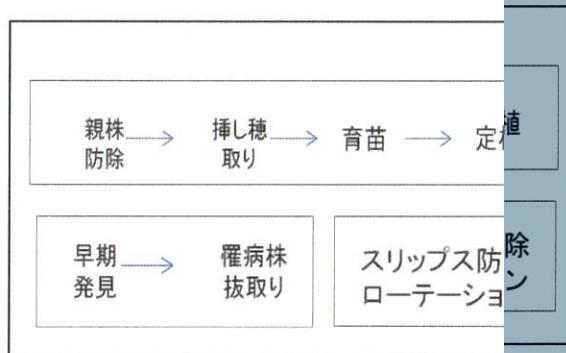 親株 → 挿し穂 → 育苗 → 定植
防除 取り
早期 → 罹病株
発見 抜取り
スリップス防除
ローテーション